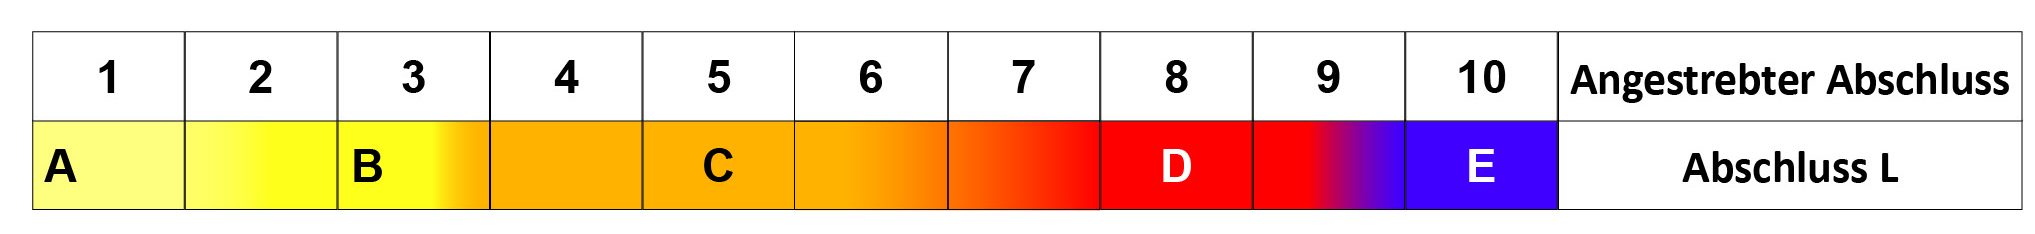 1 2 3 4 5 6 7 8 9 10 Angestrebter Abschluss
A B C D E Abschluss L